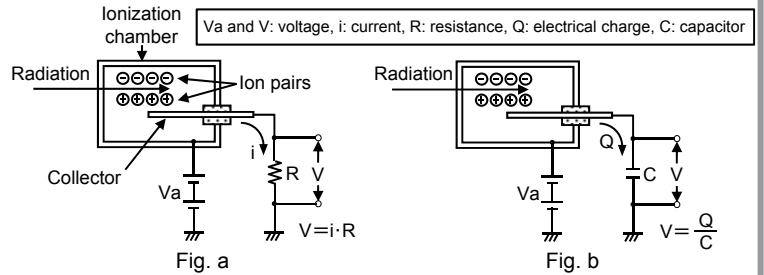 Ionization
chamber
Va and V: voltage, i: current, R: resistance, Q: electrical charge, C: capacitor
Radiation
⊖⊖⊖⊖
⊕⊕⊕⊕
Ion pairs
Collector
i
R
V
Va
V=i·R
Fig. a
Radiation
⊖⊖⊖⊖
⊕⊕⊕⊕
Q
C
V
Va
V=Q/C
Fig. b